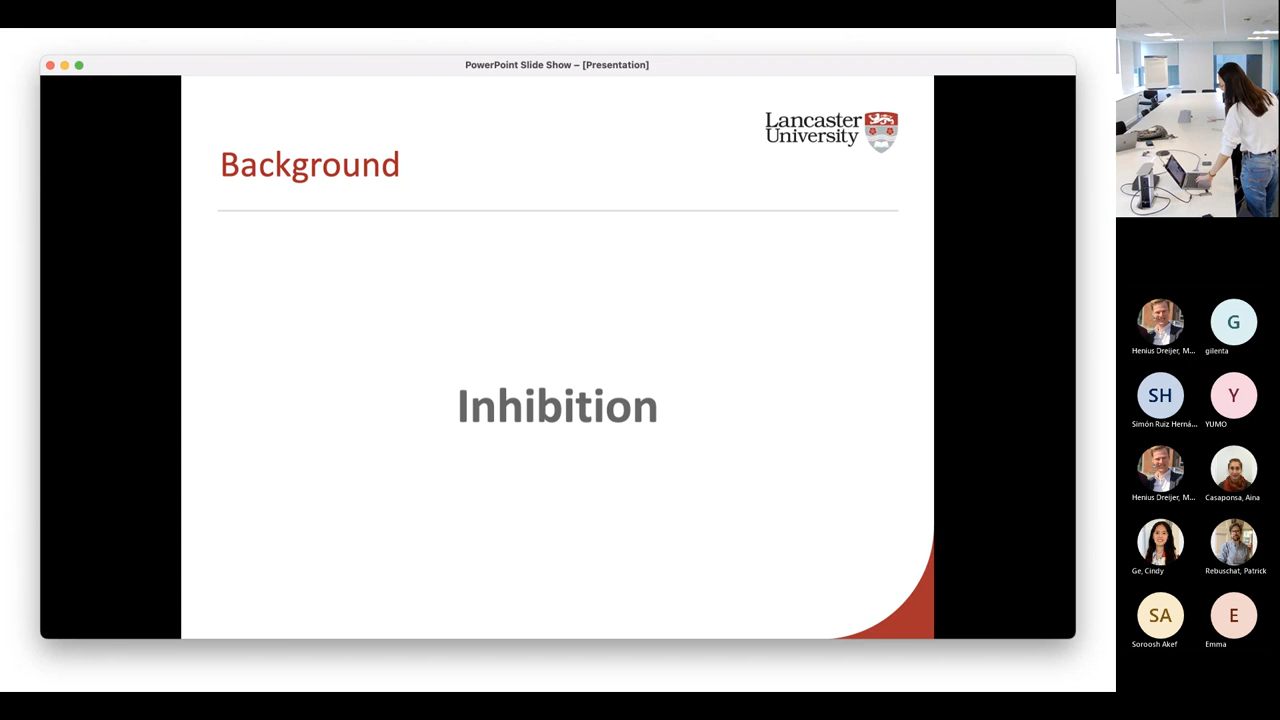 PowerPoint Slide Show – [Presentation]
Lancaster
University
Background
Inhibition
Henius Dreijer, M...
G
gilenta
SH
Simón Ruiz Herná...
Y
YUMO
Henius Dreijer, M...
Casaponsa, Aina
Ge, Cindy
Rebuschat, Patrick
SA
Soroosh Akef
E
Emma